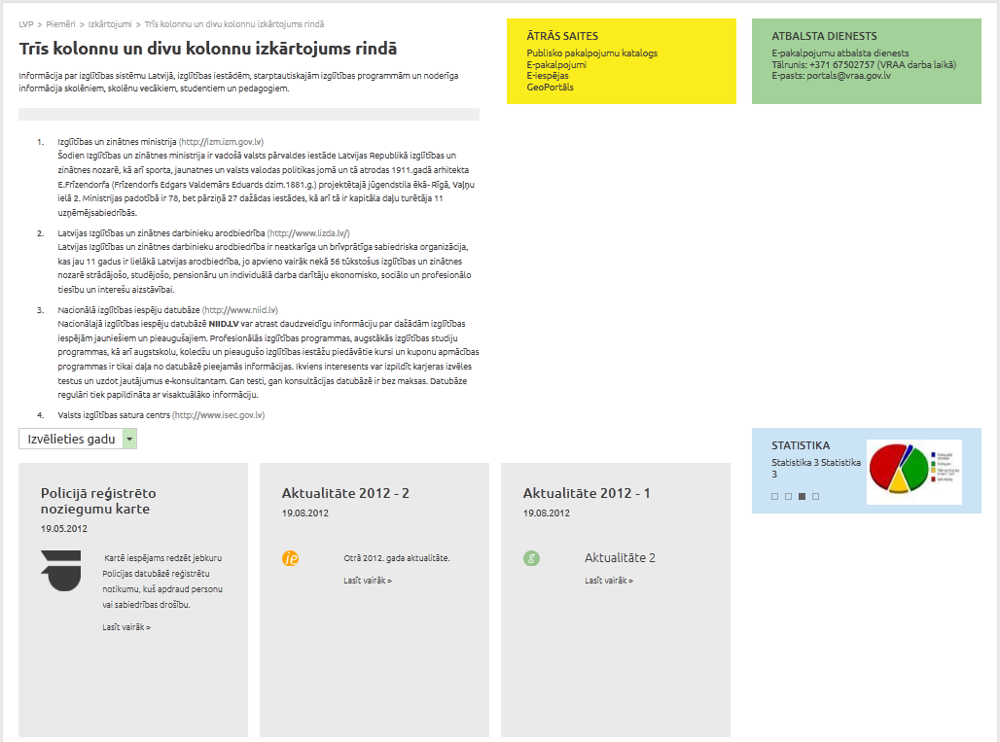 LVP > Piemēri > Izkārtojumi > Trīs kolonnu un divu kolonnu izkārtojums rindā
Trīs kolonnu un divu kolonnu izkārtojums rindā
Informācija par izglītības sistēmu Latvijā, izglītības iestādēm, starptautiskajām izglītības programmām un noderīga
informācija skolēniem, skolēnu vecākiem, studentiem un pedagogiem.
ĀTRĀS SAITES
Publisko pakalpojumu katalogs
E-pakalpojumi
E-iespējas
GeoPortāls
ATBALSTA DIENESTS
E-pakalpojumu atbalsta dienests
Tālrunis: +371 67502757 (VRAA darba laikā)
E-pasts: portals@vraa.gov.lv
1. Izglītības un zinātnes ministrija (http://izm.izm.gov.lv)
Šodien Izglītības un zinātnes ministrija ir vadošā valsts pārvaldes iestāde Latvijas Republikā izglītības un
zinātnes nozarē, kā arī sporta, jaunatnes un valsts valodas politikas jomā un tā atrodas 1911.gadā arhitekta
E.Frīzendorfa (Frīzendorfs Edgars Valdemārs Eduards dzim.1881.g.) projektētajā jūgendstila ēkā- Rīgā, Vaļņu
ielā 2. Ministrijas padotībā ir 78, bet pārziņā 27 dažādas iestādes, kā arī tā ir kapitāla daļu turētāja 11
uzņēmējsabiedrībās.
2. Latvijas Izglītības un zinātnes darbinieku arodbiedrība (http://www.lizda.lv/)
Latvijas Izglītības un zinātnes darbinieku arodbiedrība ir neatkarīga un brīvprātīga sabiedriska organizācija,
kas jau 11 gadus ir lielākā Latvijas arodbiedrība, jo apvieno vairāk nekā 56 tūkstošus izglītības un zinātnes
nozarē strādājošo, studējošo, pensionāru un individuālā darba darītāju ekonomisko, sociālo un profesionālo
tiesību un interešu aizstāvībai.
3. Nacionālā izglītības iespēju datubāze (http://www.niid.lv)
Nacionālajā izglītības iespēju datubāzē NIID.LV var atrast daudzveidīgu informāciju par dažādām izglītības
iespējām jauniešiem un pieaugušajiem. Profesionālās izglītības programmas, augstākās izglītības studiju
programmas, kā arī augstskolu, koledžu un pieaugušo izglītības iestāžu piedāvātie kursi un kuponu apmācības
programmas ir tikai daļa no datubāzē pieejamās informācijas. Ikviens interesents var izpildīt karjeras izvēles
testus un uzdot jautājumus e-konsultantam. Gan testi, gan konsultācijas datubāzē ir bez maksas. Datubāze
regulāri tiek papildināta ar visaktuālāko informāciju.
4. Valsts izglītības satura centrs (http://www.isec.gov.lv)
Izvēlieties gadu
STATISTIKA
Statistika 3 Statistika
3
Policijā reģistrēto
noziegumu karte
19.05.2012
Kartē iespējams redzēt jebkuru
Policijas datubāzē reģistrētu
notikumu, kuš apdraud personu
vai sabiedrības drošību.
Lasīt vairāk »
Aktualitāte 2012 - 2
19.08.2012
ie
Otrā 2012. gada aktualitāte.
Lasīt vairāk »
Aktualitāte 2012 - 1
19.08.2012
g
Aktualitāte 2
Lasīt vairāk »